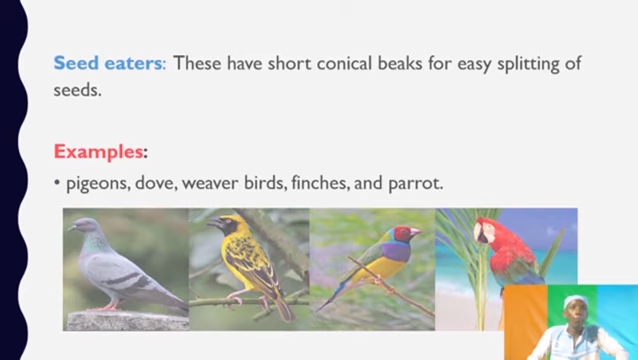 Seed eaters: These have short conical beaks for easy splitting of
seeds.
Examples:
• pigeons, dove, weaver birds, finches, and parrot.